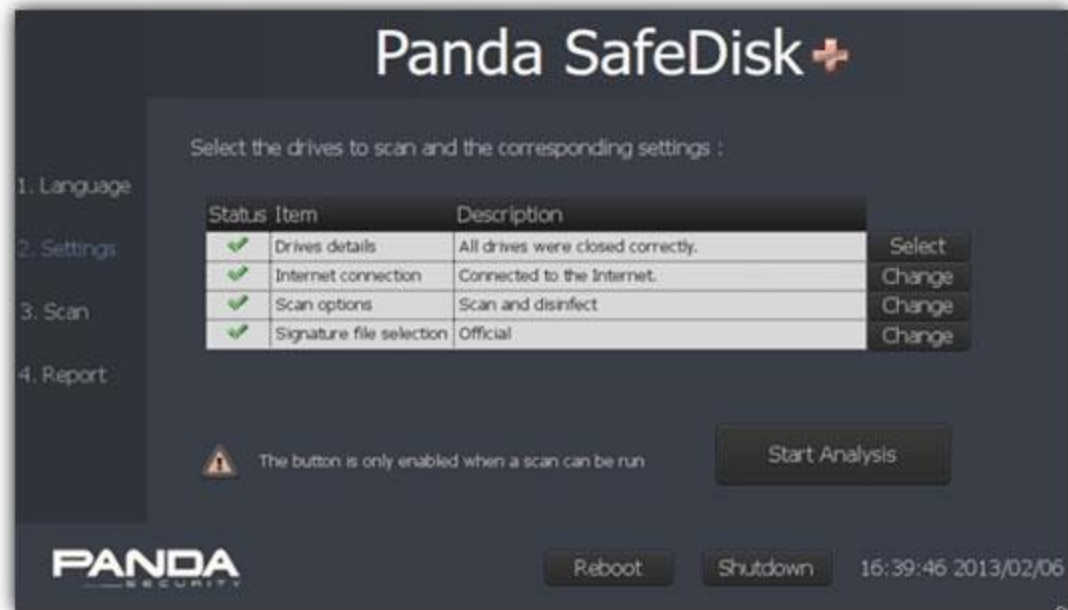 Panda SafeDisk
Select the drives to scan and the corresponding settings :
1. Language
2. Settings
3. Scan
4. Report
Status Item Description
Drives details All drives were closed correctly. Select
Internet connection Connected to the Internet. Change
Scan options Scan and disinfect Change
Signature file selection Official Change
The button is only enabled when a scan can be run
Start Analysis
PANDA
SECURITY
Reboot Shutdown 16:39:46 2013/02/06